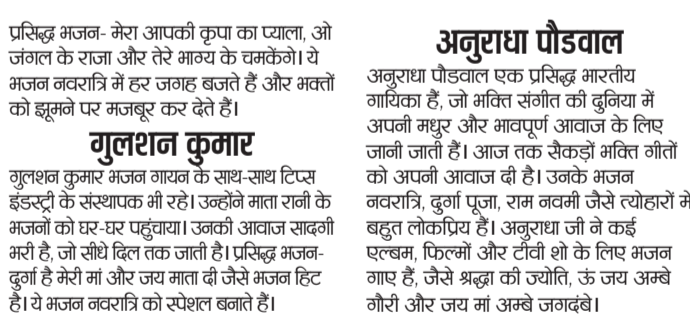 प्रसिद्ध भजन- मेरा आपकी कृपा का प्याला, ओ
जंगल के राजा और तेरे भाग्य के चमकेंगे। ये
भजन नवरात्रि में हर जगह बजते हैं और भक्तों
को झूमने पर मजबूर कर देते हैं।
गुलशन कुमार
गुलशन कुमार भजन गायन के साथ-साथ टिप्स
इंडस्ट्री के संस्थापक भी रहे। उन्होंने माता रानी के
भजनों को घर-घर पहुंचाया। उनकी आवाज सादगी
भरी है, जो सीधे दिल तक जाती है। प्रसिद्ध भजन-
दुर्गा है मेरी मां और जय माता दी जैसे भजन हिट
है। ये भजन नवरात्रि को स्पेशल बनाते हैं।
अनुराधा पौडवाल
अनुराधा पौडवाल एक प्रसिद्ध भारतीय
गायिका हैं, जो भक्ति संगीत की दुनिया में
अपनी मधुर और भावपूर्ण आवाज के लिए
जानी जाती हैं। आज तक सैकड़ों भक्ति गीतों
को अपनी आवाज दी है। उनके भजन
नवरात्रि, दुर्गा पूजा, राम नवमी जैसे त्योहारों में
बहुत लोकप्रिय हैं। अनुराधा जी ने कई
एल्बम, फिल्मों और टीवी शो के लिए भजन
गाए हैं, जैसे श्रद्धा की ज्योति, ऊं जय अम्बे
गौरी और जय मां अम्बे जगदंबे।